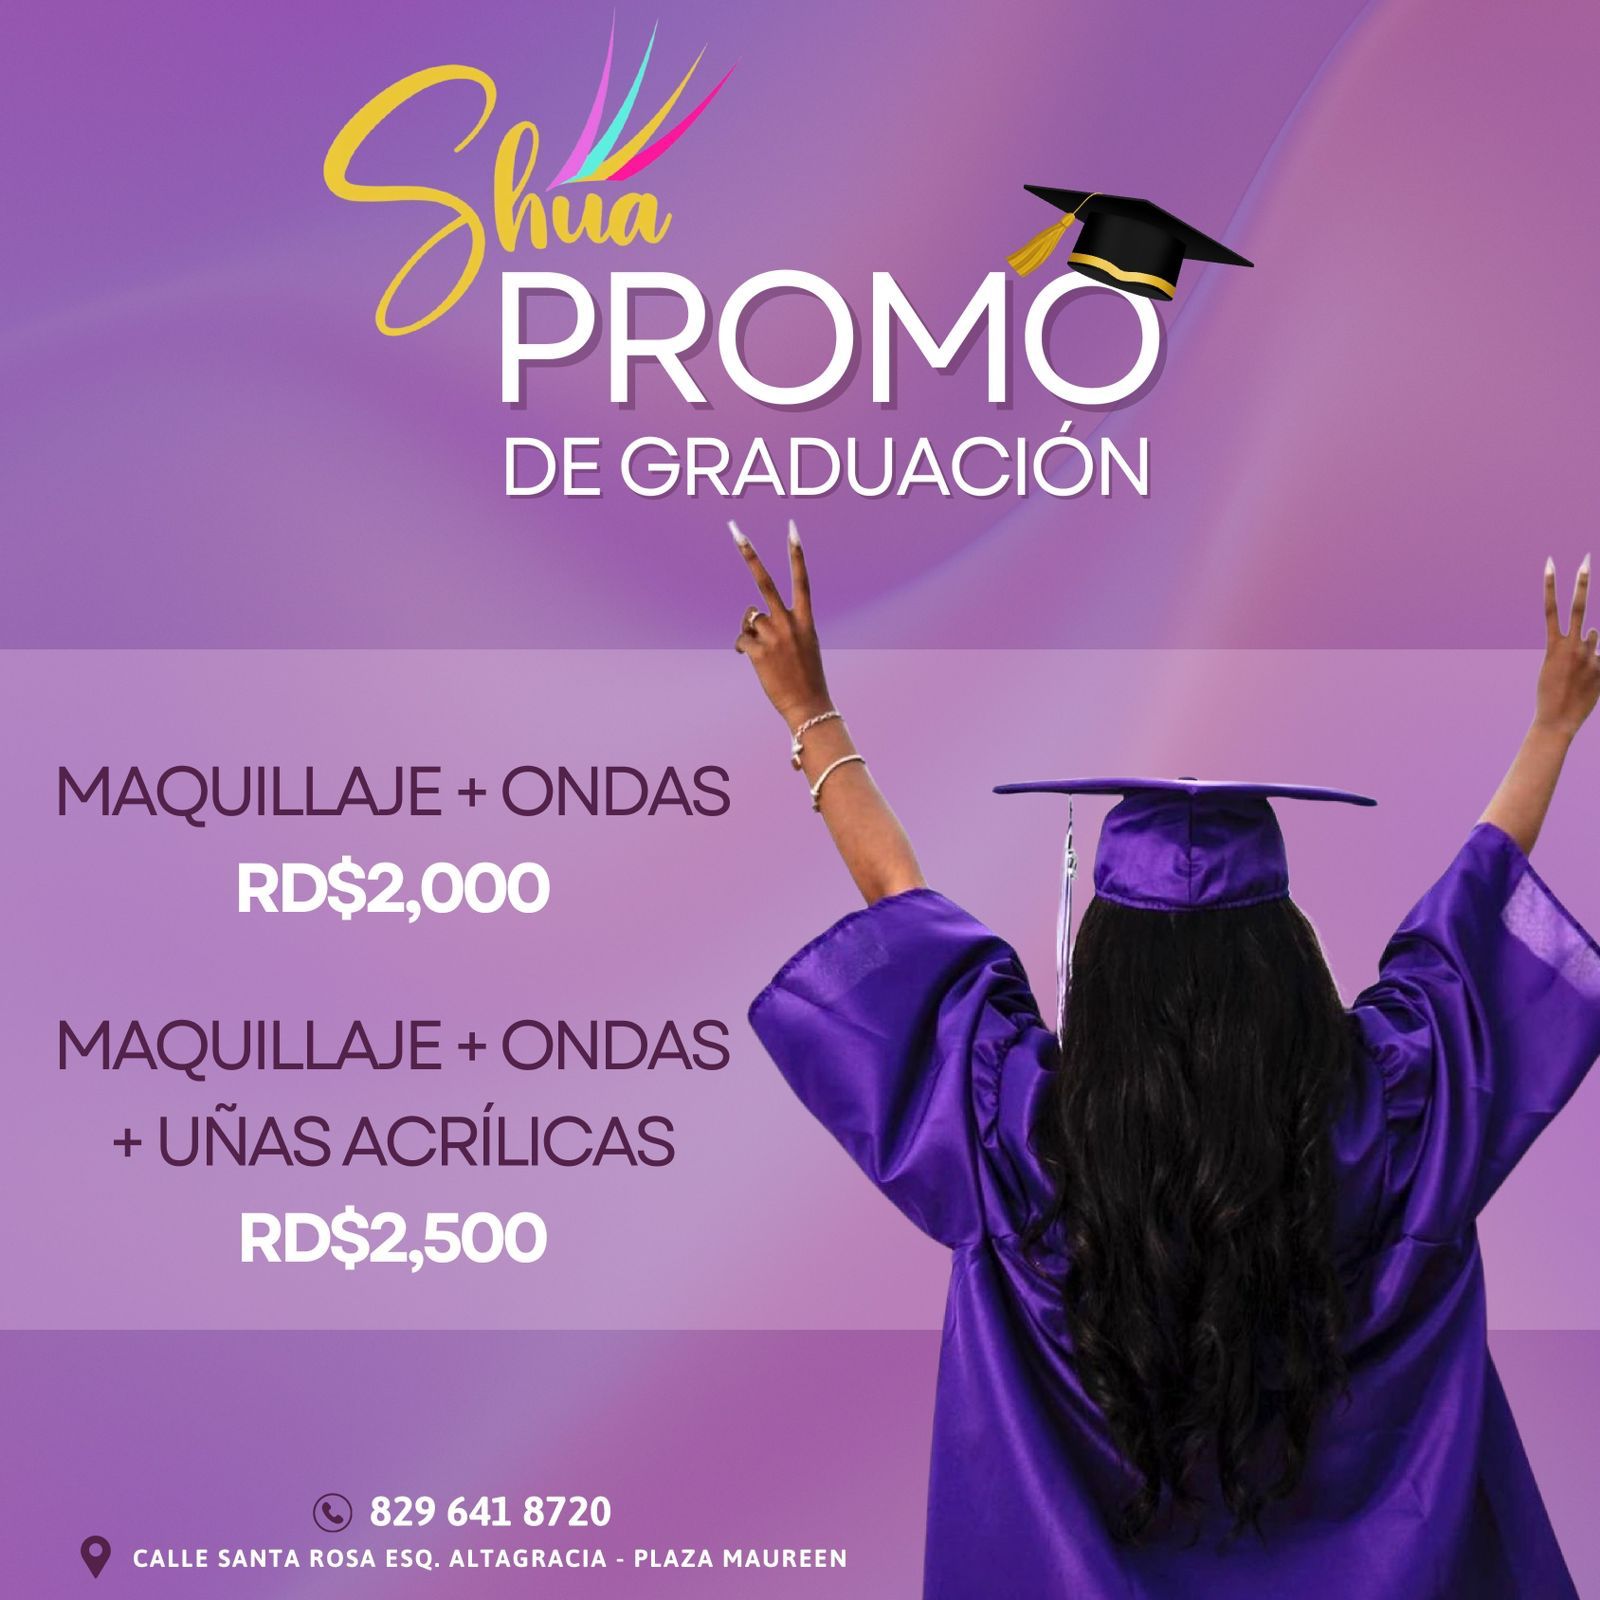 Shua
PROMO
DE GRADUACIÓN
MAQUILLAJE + ONDAS
RD$2,000
MAQUILLAJE + ONDAS
+ UÑAS ACRÍLICAS
RD$2,500
829 641 8720
CALLE SANTA ROSA ESQ. ALTAGRACIA - PLAZA MAUREEN